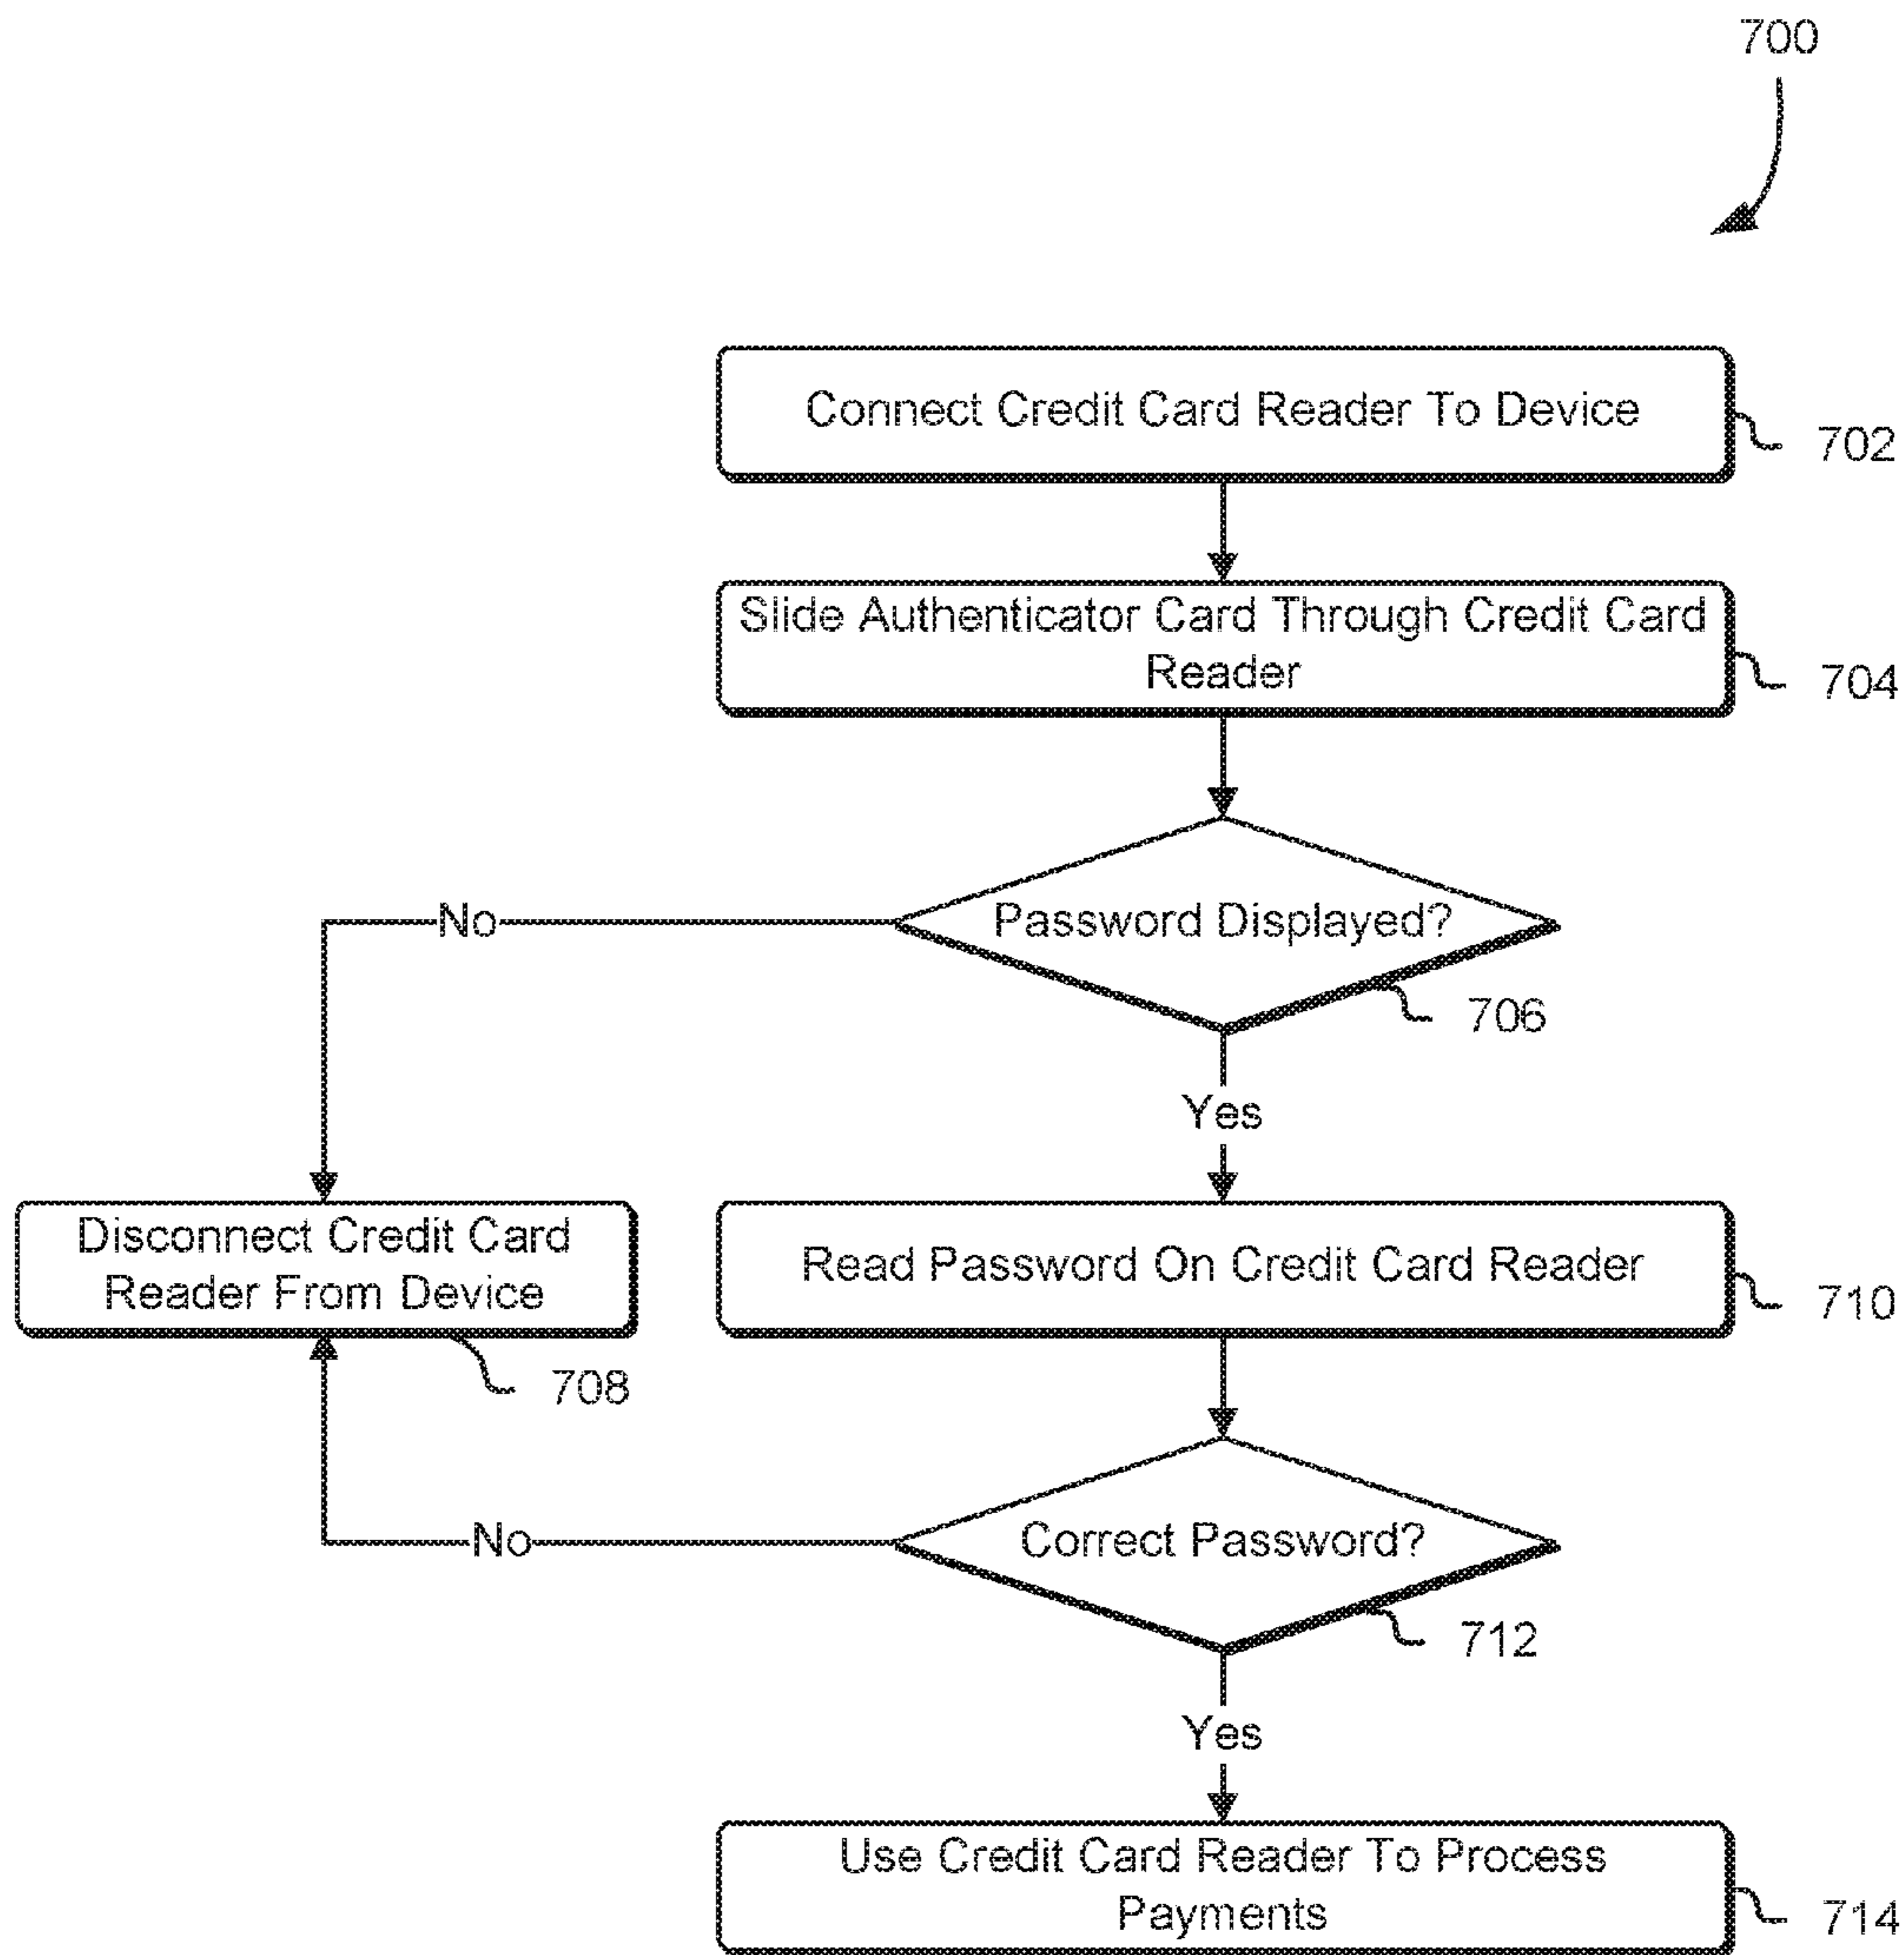 700
Connect Credit Card Reader To Device
702
Slide Authenticator Card Through Credit Card
Reader
704
Password Displayed?
No
706
Yes
Disconnect Credit Card
Reader From Device
708
Read Password On Credit Card Reader
710
Correct Password?
No
712
Yes
Use Credit Card Reader To Process
Payments
714